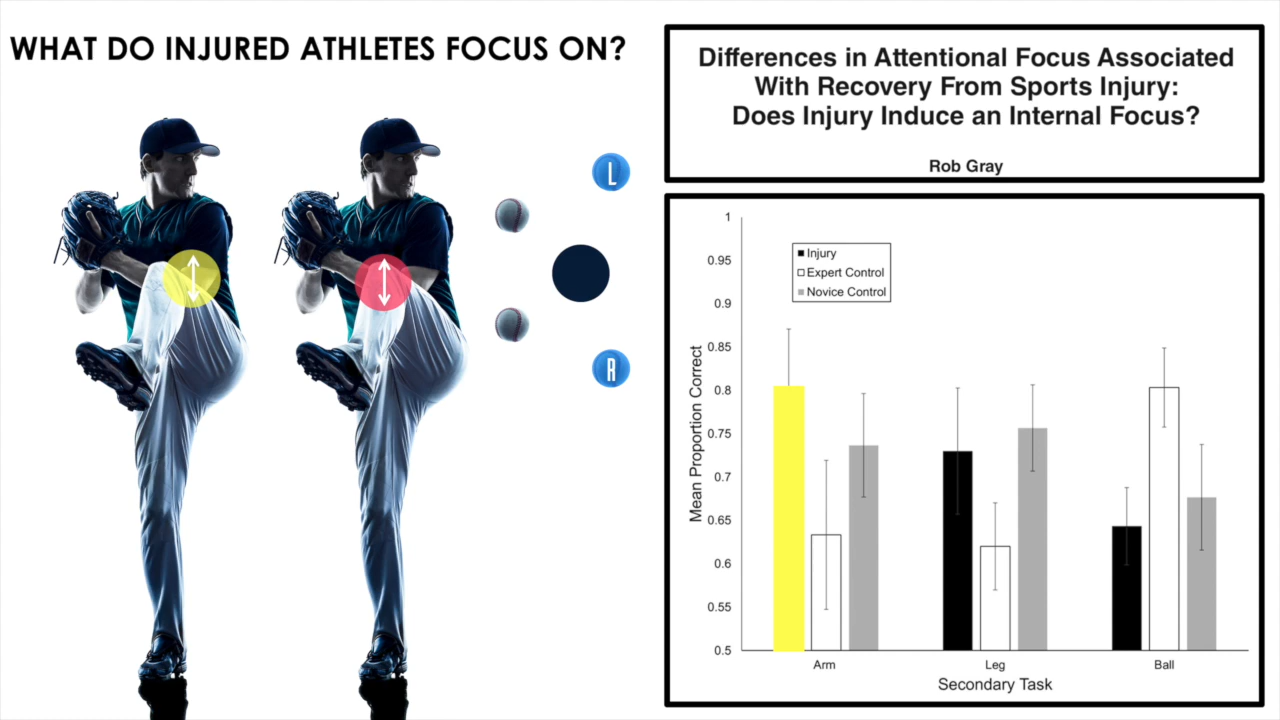 WHAT DO INJURED ATHLETES FOCUS ON?
L
R
Differences in Attentional Focus Associated
With Recovery From Sports Injury:
Does Injury Induce an Internal Focus?
Rob Gray
Mean Proportion Correct
1
0.95
0.9
0.85
0.8
0.75
0.7
0.65
0.6
0.55
0.5
Injury
Expert Control
Novice Control
Arm
Leg
Ball
Secondary Task